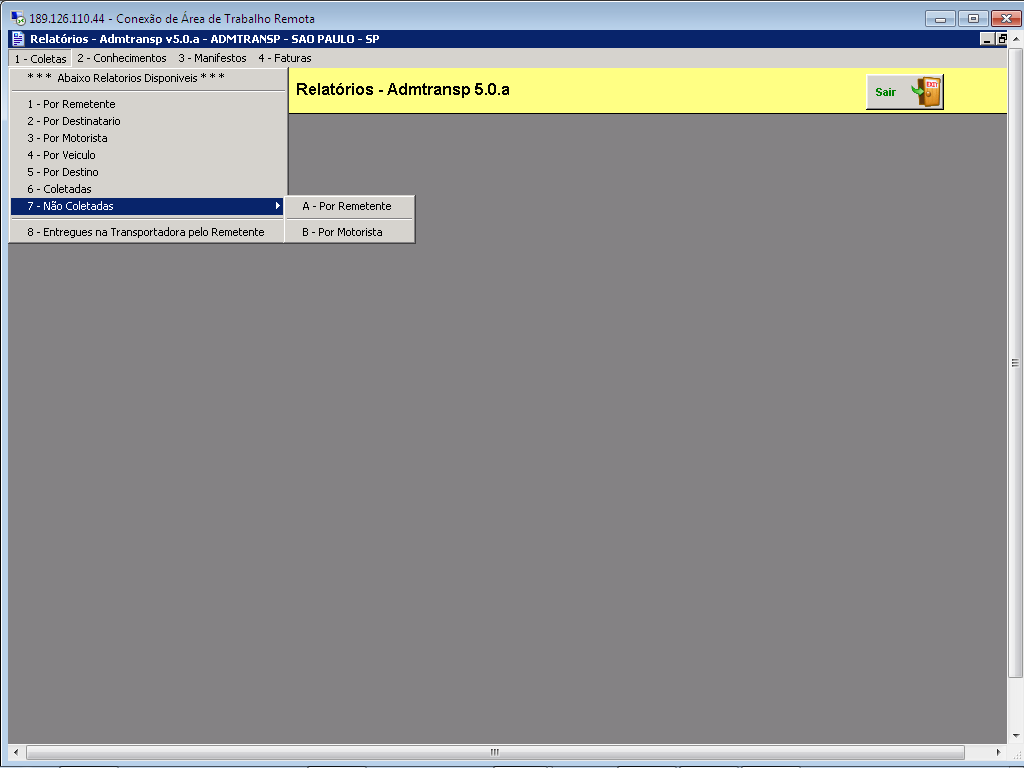 189.126.110.44 - Conexão de Área de Trabalho Remota
Relatórios - Admtransp v5.0.a - ADMTRANSP - SAO PAULO - SP
1 - Coletas 2 - Conhecimentos 3 - Manifestos 4 - Faturas
* * * Abaixo Relatorios Disponiveis * * *
Relatórios - Admtransp 5.0.a
Sair
EXIT
1 - Por Remetente
2 - Por Destinatario
3 - Por Motorista
4 - Por Veiculo
5 - Por Destino
6 - Coletadas
7 - Não Coletadas
A - Por Remetente
8 - Entregues na Transportadora pelo Remetente
B - Por Motorista